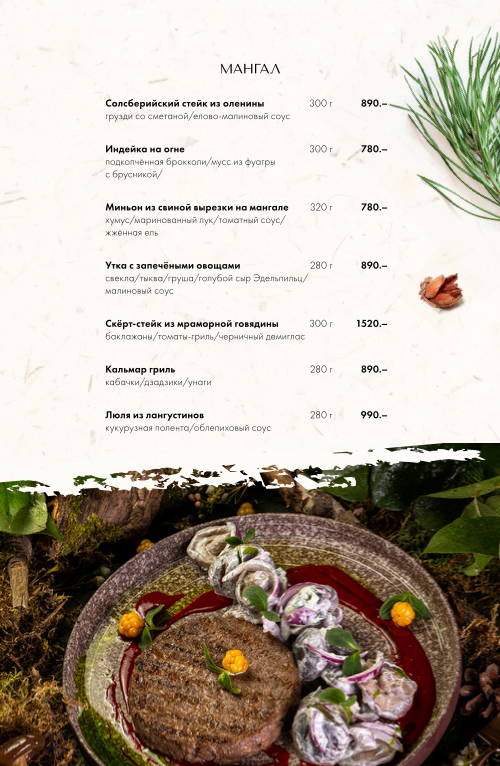 МАНГАЛ
Солсберийский стейк из оленины 300 г 890.–
грузди со сметаной/елово-малиновый соус
Индейка на огне 300 г 780.–
подкопчённая брокколи/мусс из фуагры
с брусникой/
Миньон из свиной вырезки на мангале 320 г 780.–
хумус/маринованный лук/томатный соус/
жжёная ель
Утка с запечёными овощами 280 г 890.–
свекла/тыква/груша/голубой сыр Эдельпильц/
малиновый соус
Скёрт-стейк из мраморной говядины 300 г 1520.–
баклажаны/томаты-гриль/черничный демиглас
Кальмар гриль 280 г 890.–
кабачки/дзадзики/унаги
Люля из лангустинов 280 г 990.–
кукурузная полента/облепиховый соус